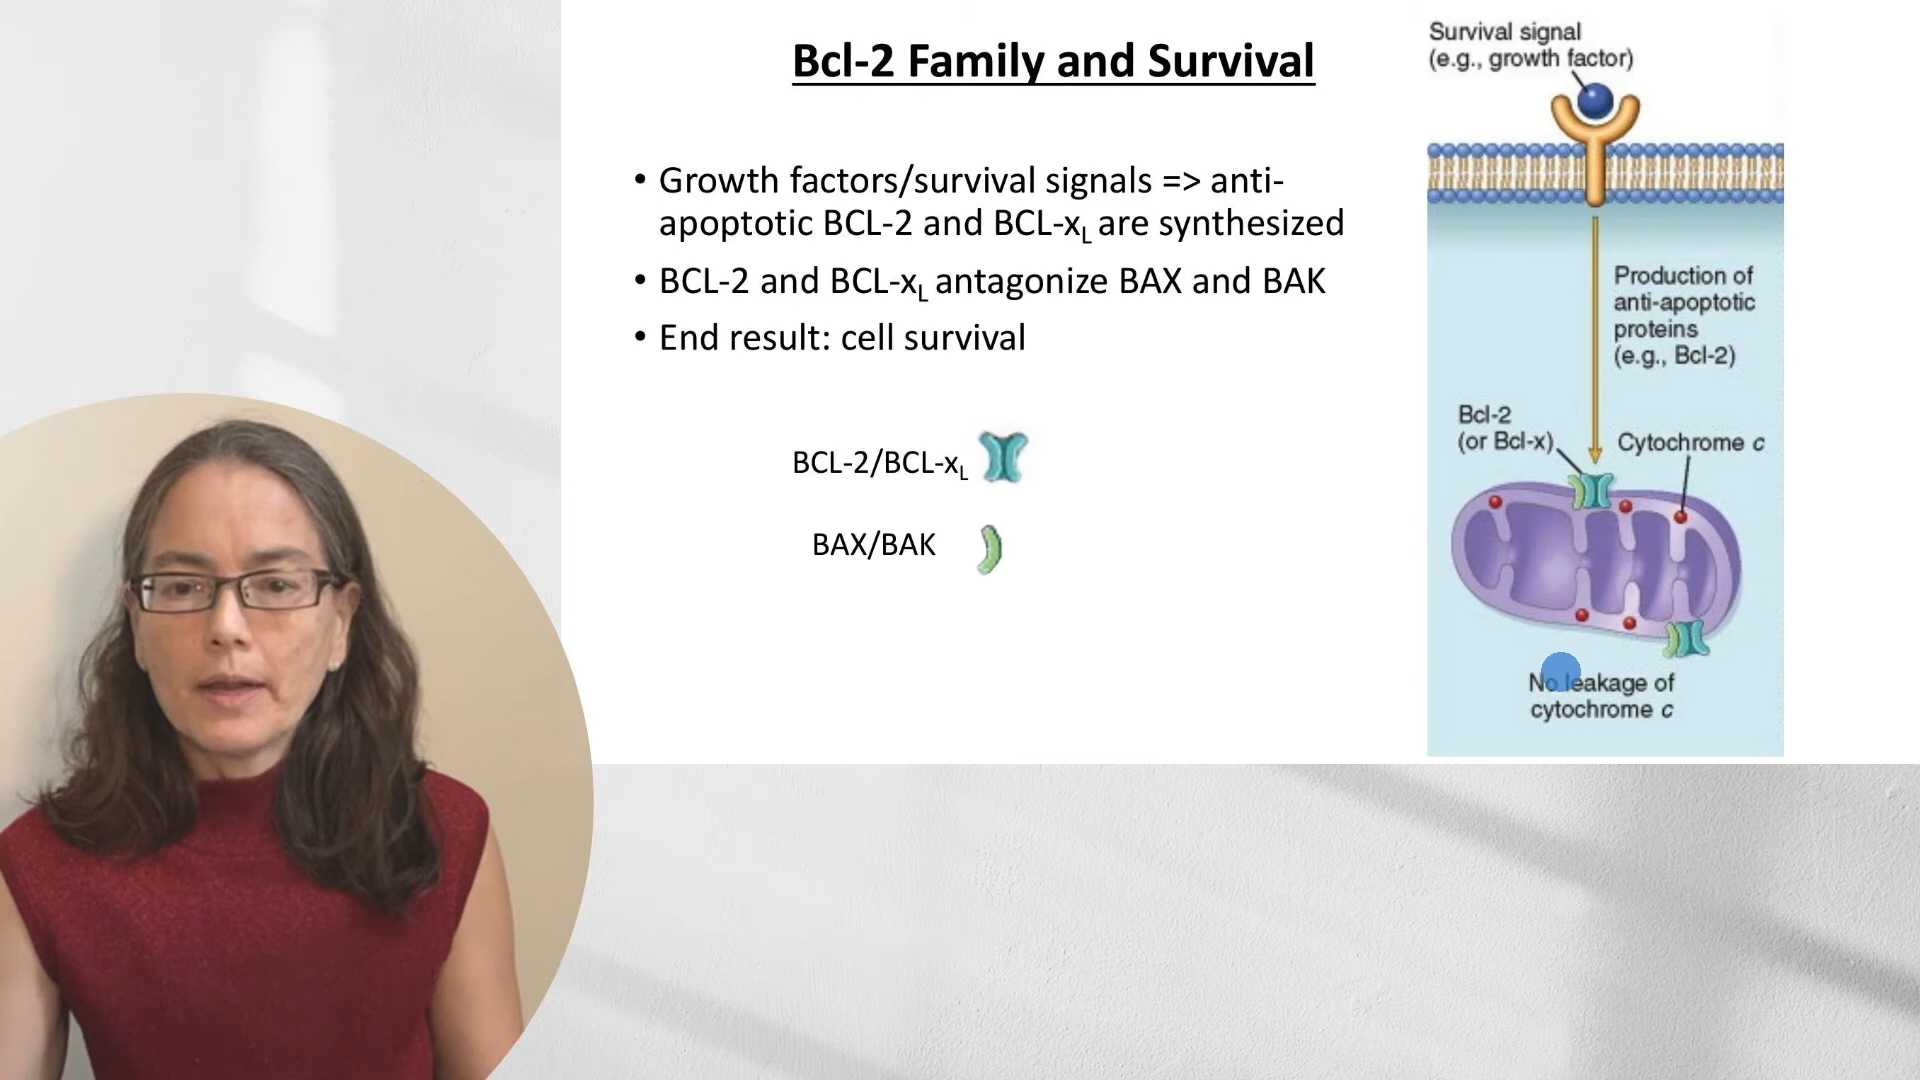 Bcl-2 Family and Survival
• Growth factors/survival signals => anti-
apoptotic BCL-2 and BCL-xL are synthesized
• BCL-2 and BCL-xL antagonize BAX and BAK
• End result: cell survival
BCL-2/BCL-xL
BAX/BAK
Survival signal
(e.g., growth factor)
Production of
anti-apoptotic
proteins
(e.g., Bcl-2)
Bcl-2
(or Bcl-x)
Cytochrome c
No leakage of
cytochrome c